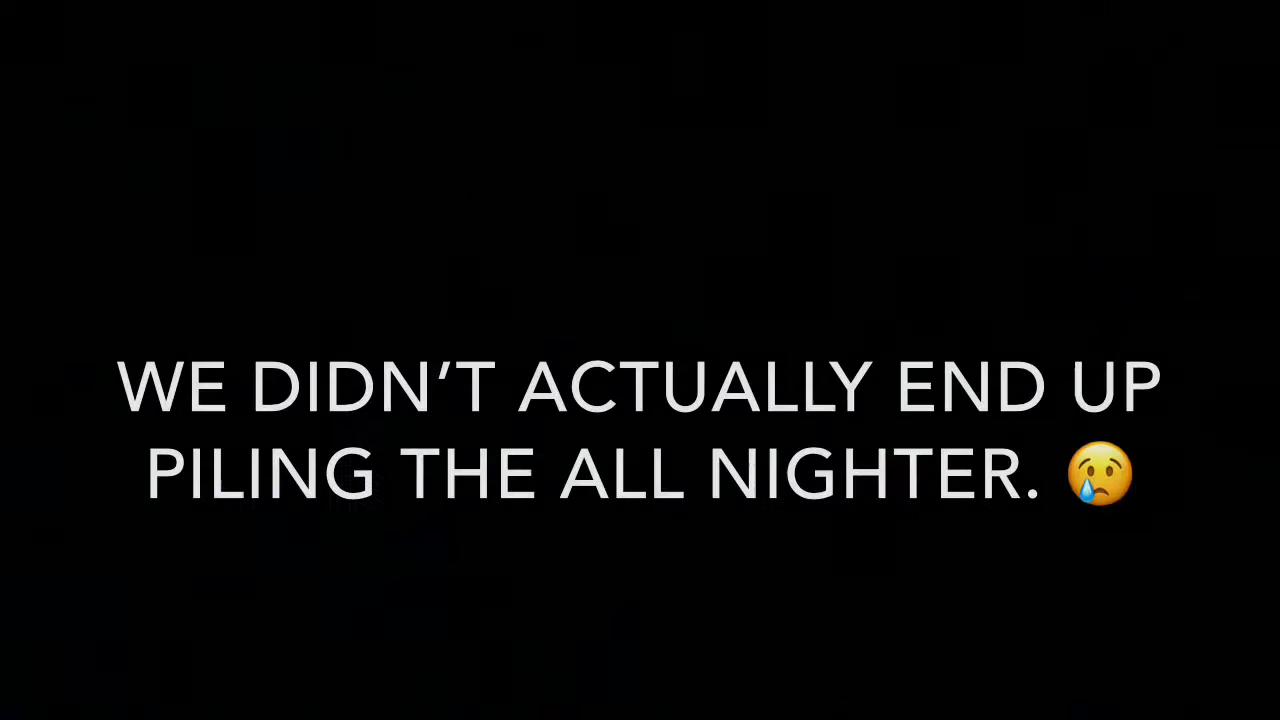 WE DIDN’T ACTUALLY END UP
PILING THE ALL NIGHTER. 😢